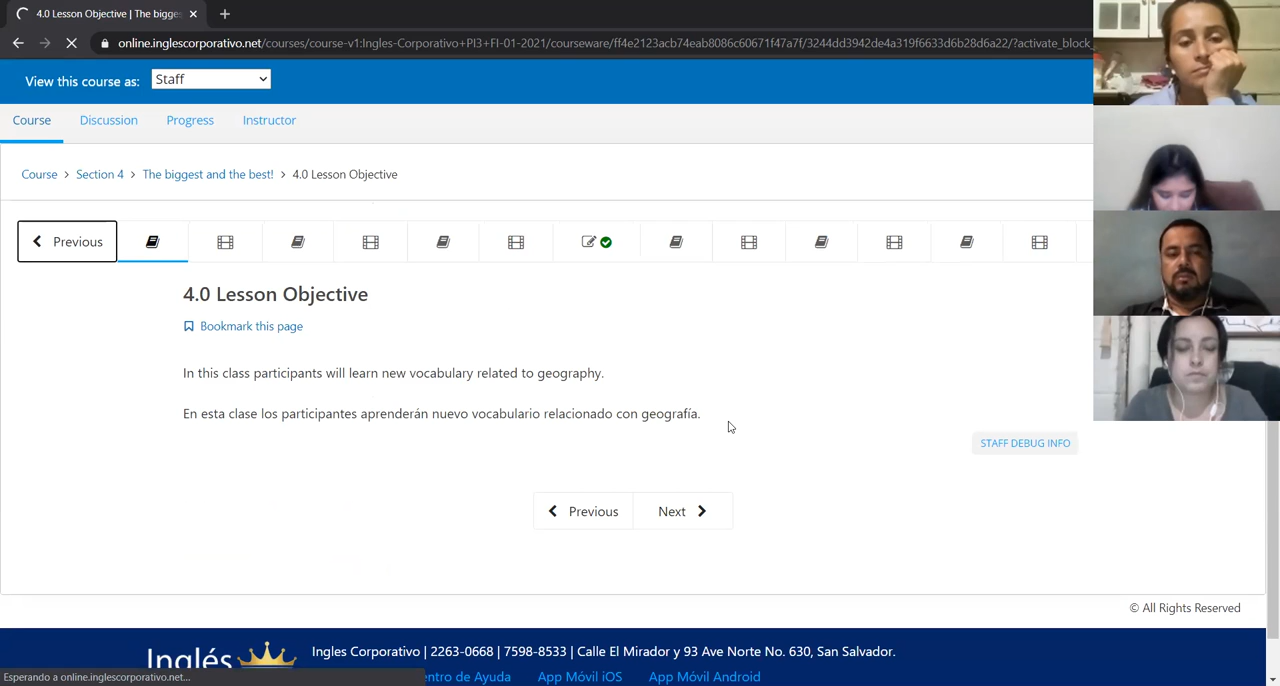 4.0 Lesson Objective | The bigges
online.inglescorporativo.net/courses/course-v1:Ingles-Corporativo+PI3+FI-01-2021/courseware/ff4e2123acb74eab8086c60671f47a7f/3244dd3942de4a319f6633d6b28d6a22/?activate_block_
View this course as: Staff
Course Discussion Progress Instructor
Course > Section 4 > The biggest and the best! > 4.0 Lesson Objective
Previous
4.0 Lesson Objective
Bookmark this page
In this class participants will learn new vocabulary related to geography.
En esta clase los participantes aprenderán nuevo vocabulario relacionado con geografía.
STAFF DEBUG INFO
Previous Next
© All Rights Reserved
Inglés
Ingles Corporativo | 2263-0668 | 7598-8533 | Calle El Mirador y 93 Ave Norte No. 630, San Salvador.
entro de Ayuda App Móvil iOS App Móvil Android
Esperando a online.inglescorporativo.net...